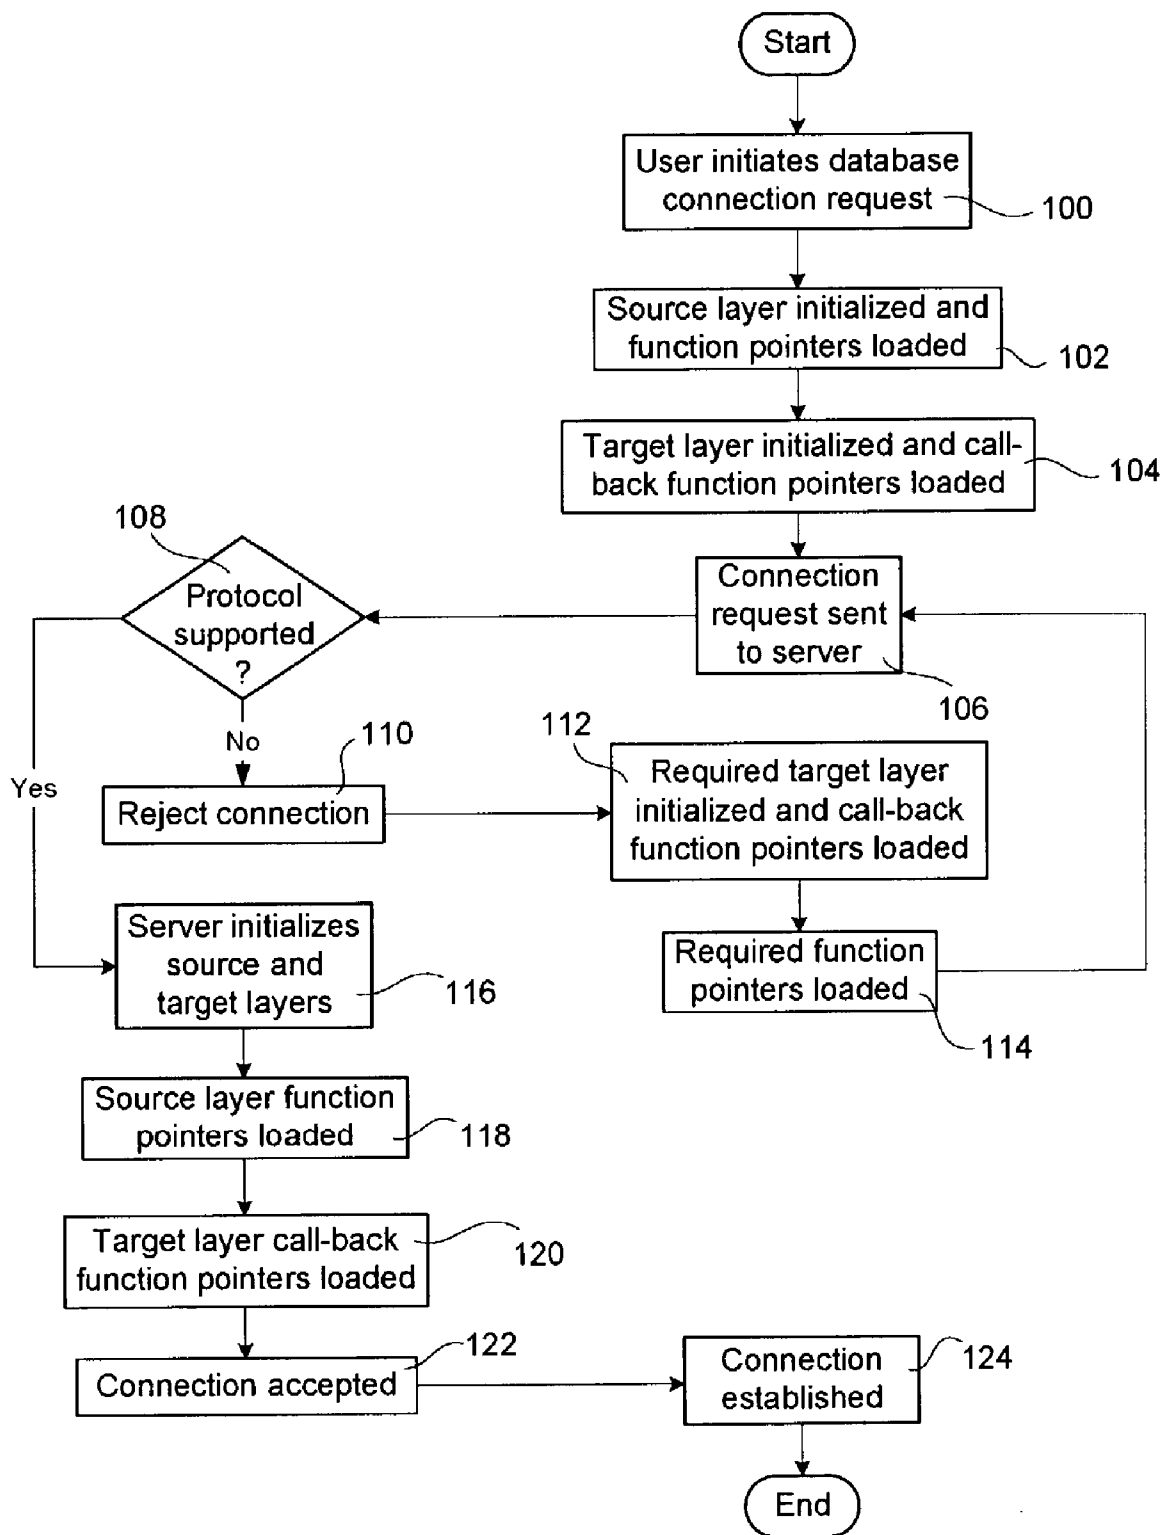 Start
User initiates database
connection request
100
Source layer initialized and
function pointers loaded
102
Target layer initialized and call-
back function pointers loaded
104
108
Protocol
supported
?
Connection
request sent
to server
106
Yes
No
110
Reject connection
112
Required target layer
initialized and call-back
function pointers loaded
Required function
pointers loaded
114
Server initializes
source and
target layers
116
Source layer function
pointers loaded
118
Target layer call-back
function pointers loaded
120
Connection accepted
122
Connection
established
124
End